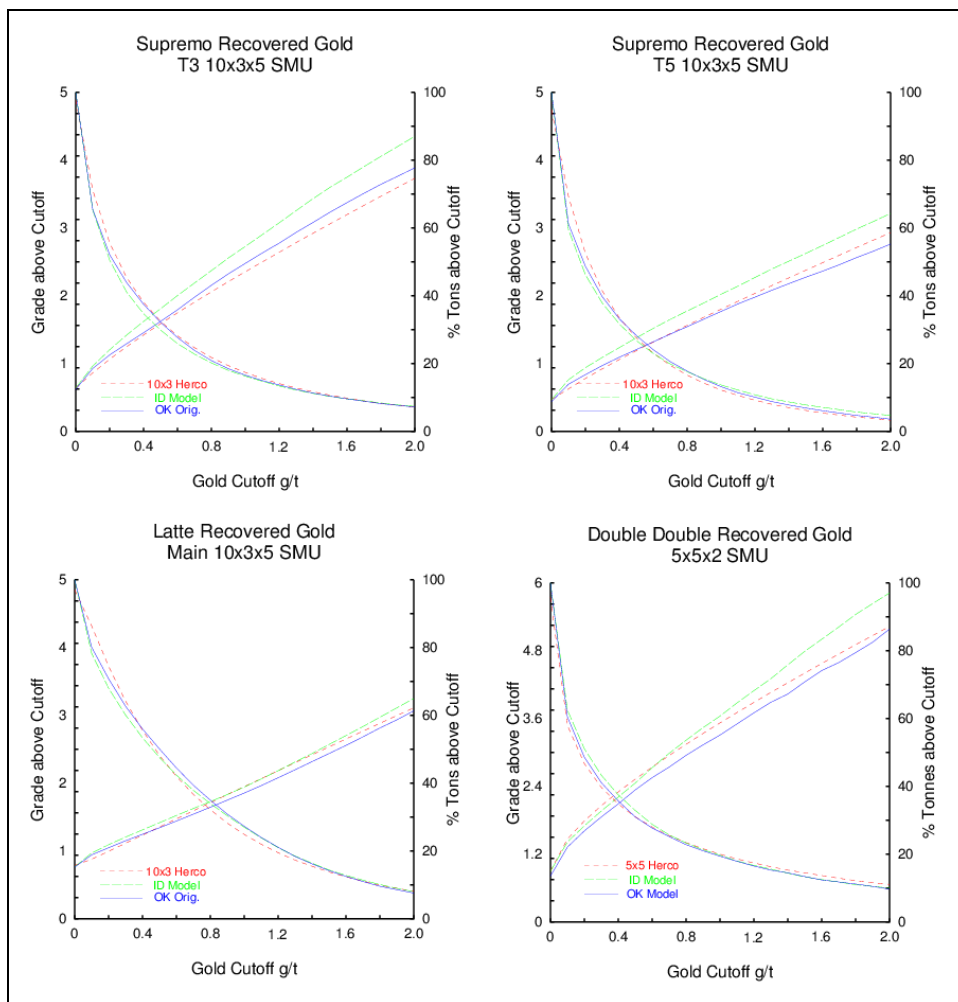 Supremo Recovered Gold
T3 10x3x5 SMU
5
4
3
2
1
0
Grade above Cutoff
100
80
60
40
20
0
% Tons above Cutoff
10x3 Herco
ID Model
OK Orig.
0 0.4 0.8 1.2 1.6 2.0
Gold Cutoff g/t
Supremo Recovered Gold
T5 10x3x5 SMU
5
4
3
2
1
0
Grade above Cutoff
100
80
60
40
20
0
% Tons above Cutoff
10x3 Herco
ID Model
OK Orig.
0 0.4 0.8 1.2 1.6 2.0
Gold Cutoff g/t
Latte Recovered Gold
Main 10x3x5 SMU
5
4
3
2
1
0
Grade above Cutoff
100
80
60
40
20
0
% Tons above Cutoff
10x3 Herco
ID Model
OK Orig.
0 0.4 0.8 1.2 1.6 2.0
Gold Cutoff g/t
Double Double Recovered Gold
5x5x2 SMU
6
4.8
3.6
2.4
1.2
0
Grade above Cutoff
100
80
60
40
20
0
% Tonnes above Cutoff
5x5 Herco
ID Model
OK Model
0 0.4 0.8 1.2 1.6 2.0
Gold Cutoff g/t